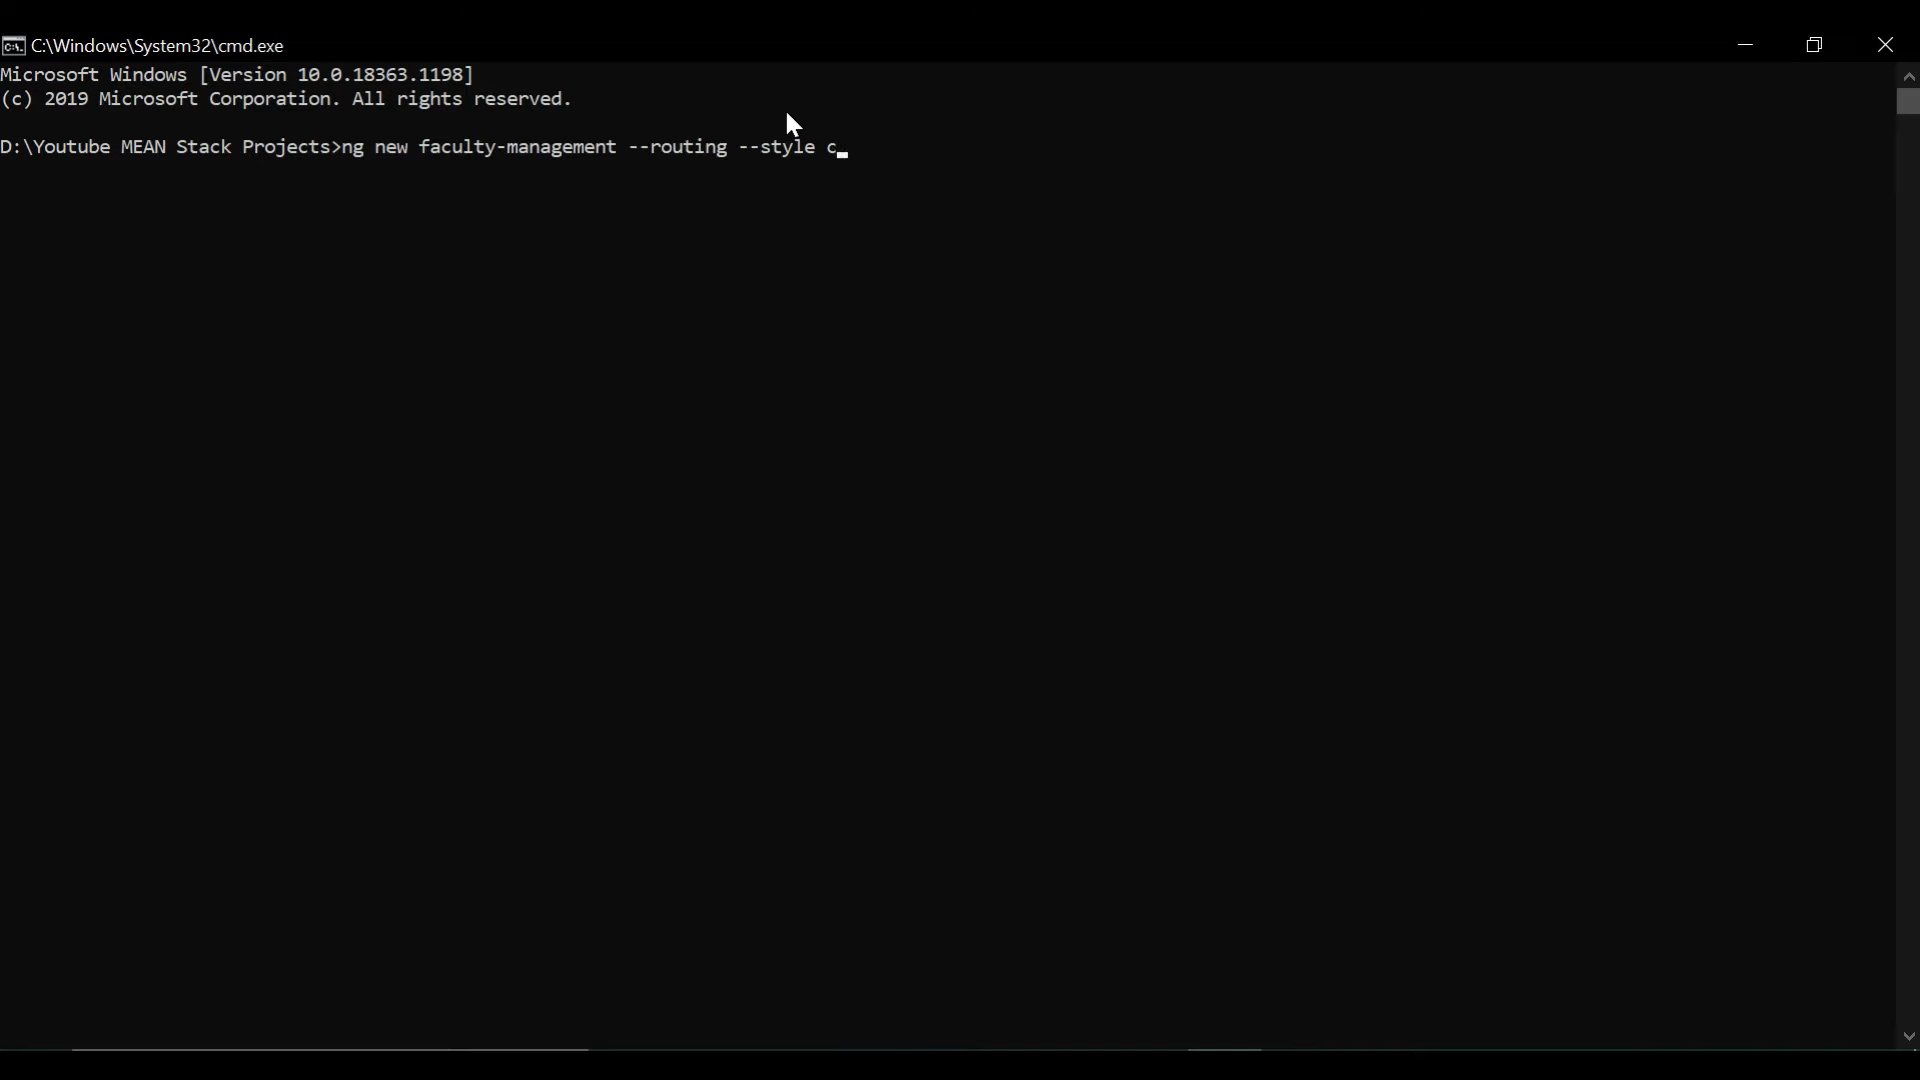 C:\Windows\System32\cmd.exe
Microsoft Windows [Version 10.0.18363.1198]
(c) 2019 Microsoft Corporation. All rights reserved.
D:\Youtube MEAN Stack Projects>ng new faculty-management --routing --style c